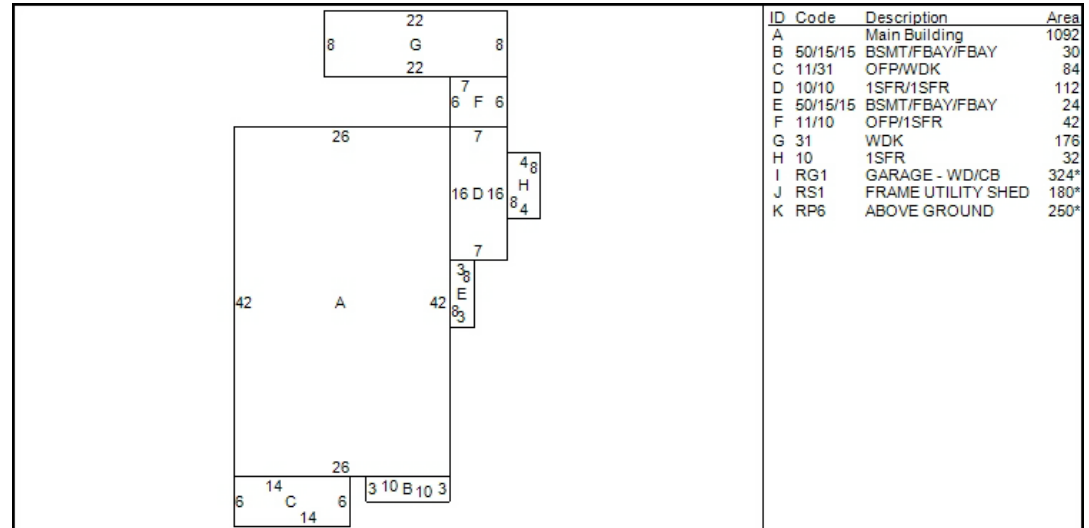 22
8 G 8
22
7
6 F 6
26 7
4 8
H
8 4
16 D 16
7
3 8
E
8 3
42 A 42
26
14
6 C 6
14
3 10 B 10 3
ID Code Description Area
A Main Building 1092
B 50/15/15 BSMT/FBAY/FBAY 30
C 11/31 OFP/WDK 84
D 10/10 1SFR/1SFR 112
E 50/15/15 BSMT/FBAY/FBAY 24
F 11/10 OFP/1SFR 42
G 31 WDK 176
H 10 1SFR 32
I RG1 GARAGE - WD/CB 324*
J RS1 FRAME UTILITY SHED 180*
K RP6 ABOVE GROUND 250*